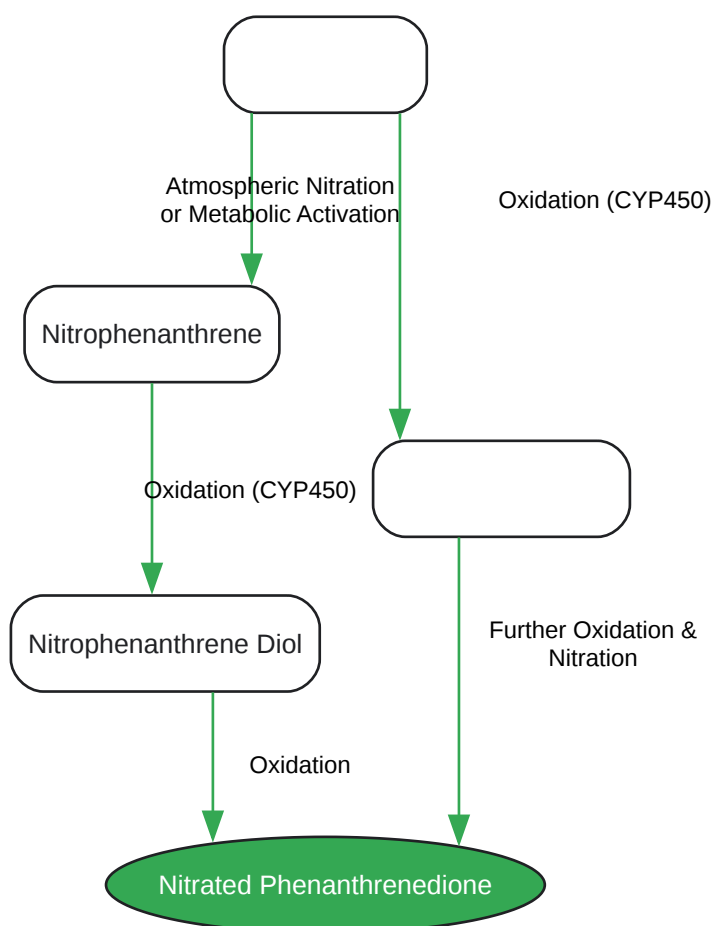 Atmospheric Nitration
or Metabolic Activation
Oxidation (CYP450)
Nitrophenanthrene
Oxidation (CYP450)
Nitrophenanthrene Diol
Further Oxidation &
Nitration
Oxidation
Nitrated Phenanthrenedione